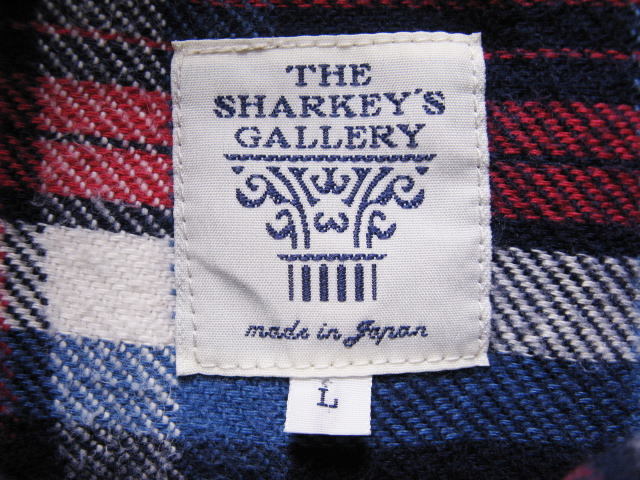 THE
SHARKEY'S
GALLERY
made in Japan
L